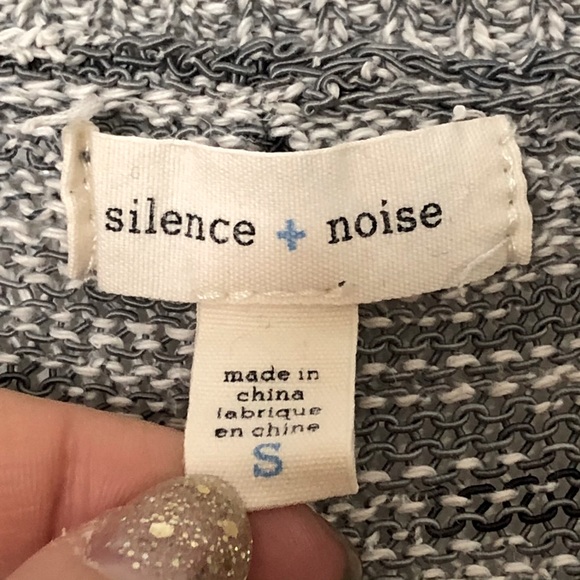 silence + noise
made in
china
fabrique
en chine
S